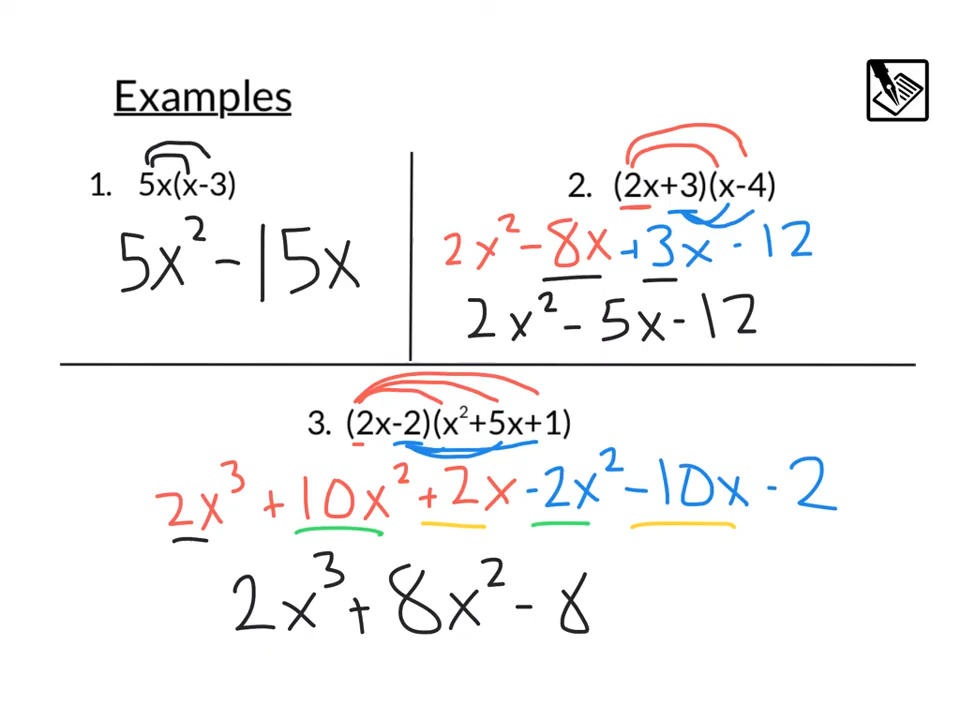 Examples
1. 5x(x-3)
5x² - 15x
2. (2x+3)(x-4)
2x² - 8x + 3x - 12
2x² - 5x - 12
3. (2x-2)(x²+5x+1)
2x³ + 10x² + 2x - 2x² - 10x - 2
2x³ + 8x² - 8